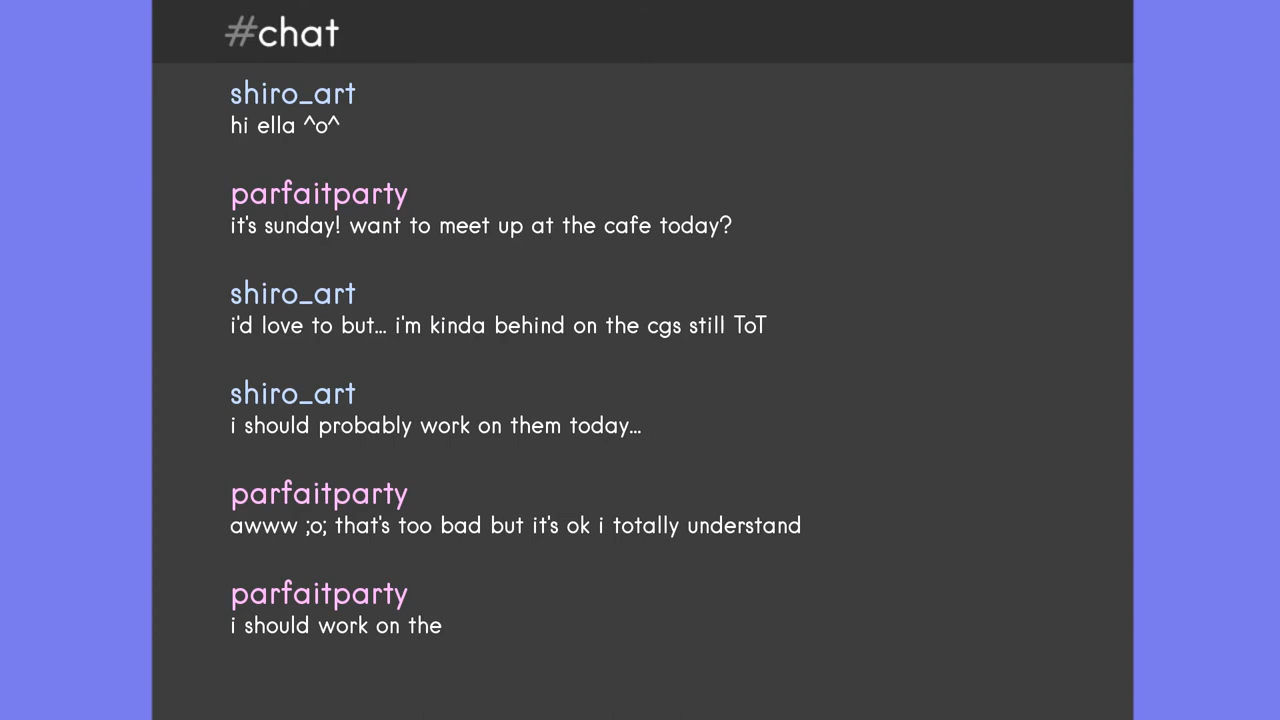 #chat
shiro_art
hi ella ^o^
parfaitparty
it's sunday! want to meet up at the cafe today?
shiro_art
i'd love to but... i'm kinda behind on the cgs still ToT
shiro_art
i should probably work on them today...
parfaitparty
awww ;o; that's too bad but it's ok i totally understand
parfaitparty
i should work on the